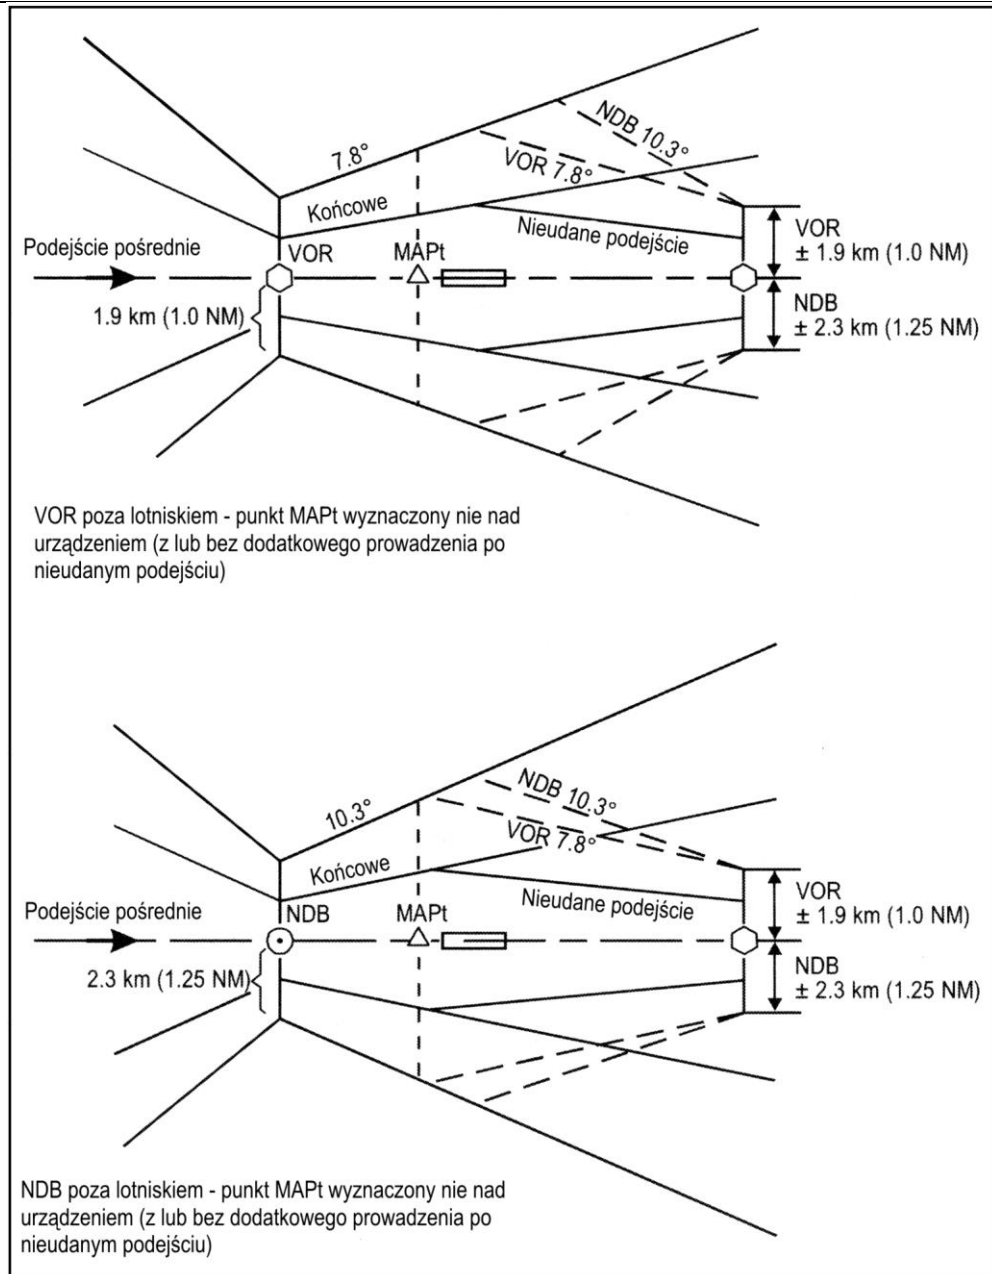 NDB 10.3°
7.8°
VOR 7.8°
Końcowe
Nieudane podejście
Podejście pośrednie
VOR
MAPt
VOR
± 1.9 km (1.0 NM)
1.9 km (1.0 NM)
NDB
± 2.3 km (1.25 NM)
VOR poza lotniskiem - punkt MAPt wyznaczony nie nad
urządzeniem (z lub bez dodatkowego prowadzenia po
nieudanym podejściu)
NDB 10.3°
10.3°
VOR 7.8°
Końcowe
Nieudane podejście
Podejście pośrednie
NDB
MAPt
VOR
± 1.9 km (1.0 NM)
2.3 km (1.25 NM)
NDB
± 2.3 km (1.25 NM)
NDB poza lotniskiem - punkt MAPt wyznaczony nie nad
urządzeniem (z lub bez dodatkowego prowadzenia po
nieudanym podejściu)